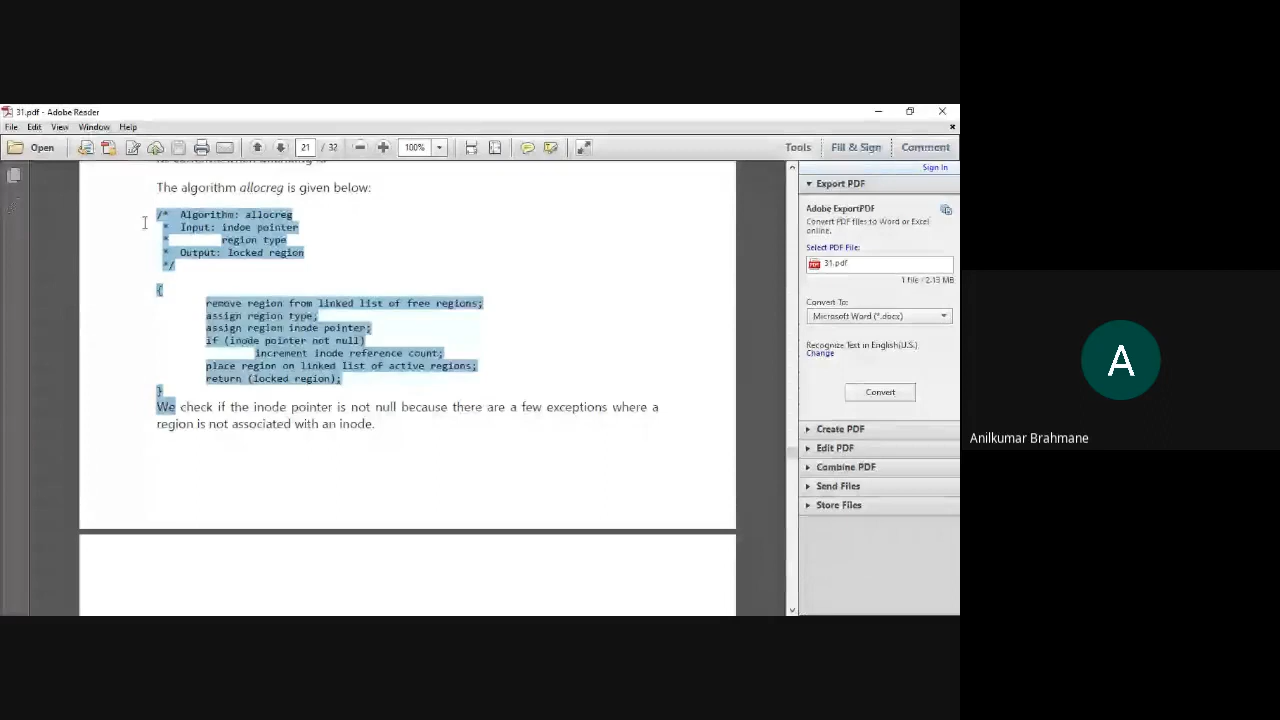 31.pdf - Adobe Reader
File Edit View Window Help
Open 21 / 32 100% Tools Fill & Sign Comment
Sign In
The algorithm allocreg is given below:
/* Algorithm: allocreg
* Input: indoe pointer
* region type
* Output: locked region
*/
{
remove region from linked list of free regions;
assign region type;
assign region inode pointer;
if (inode pointer not null)
increment inode reference count;
place region on linked list of active regions;
return (locked region);
}
We check if the inode pointer is not null because there are a few exceptions where a
region is not associated with an inode.
Export PDF
Adobe ExportPDF
Convert PDF files to Word or Excel
online.
Select PDF File:
31.pdf
1 file / 2.13 MB
Convert To:
Microsoft Word (*.docx)
Recognize Text in English(U.S.)
Change
Convert
Create PDF
Edit PDF
Combine PDF
Send Files
Store Files
A
Anilkumar Brahmane